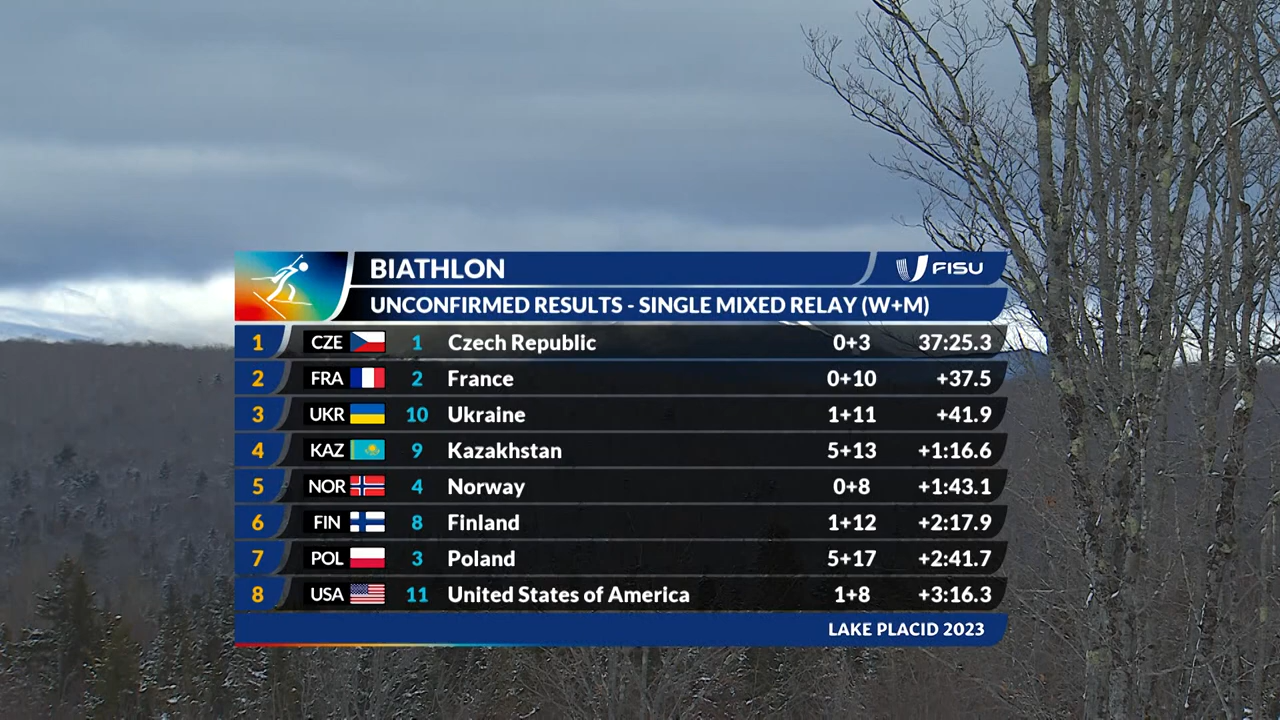 BIATHLON
FISU
UNCONFIRMED RESULTS - SINGLE MIXED RELAY (W+M)
1 CZE 1 Czech Republic 0+3 37:25.3
2 FRA 2 France 0+10 +37.5
3 UKR 10 Ukraine 1+11 +41.9
4 KAZ 9 Kazakhstan 5+13 +1:16.6
5 NOR 4 Norway 0+8 +1:43.1
6 FIN 8 Finland 1+12 +2:17.9
7 POL 3 Poland 5+17 +2:41.7
8 USA 11 United States of America 1+8 +3:16.3
LAKE PLACID 2023